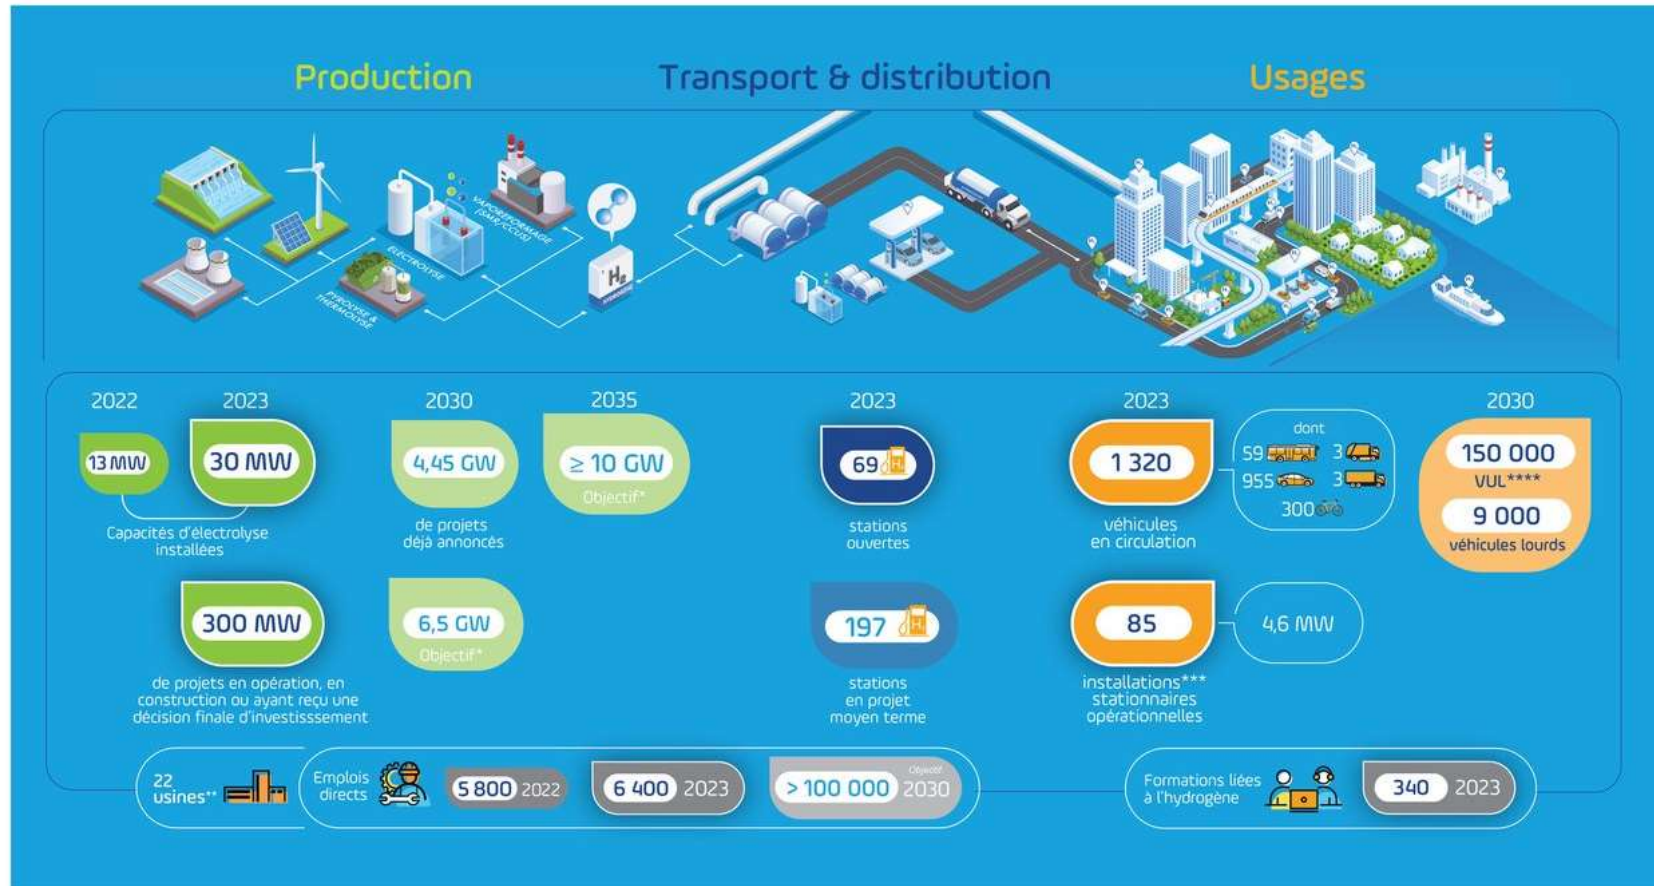 Production
Transport & distribution
Usages
VAPOREFORMAGE
(SMR/CCUS)
ELECTROLYSE
PYROLYSE &
THERMOLYSE
H₂
2022
2023
2030
2035
2023
2023
2030
13 MW
30 MW
4,45 GW
≥ 10 GW
Objectif*
69
1 320
dont
59
3
955
3
300
150 000
VUL****
9 000
véhicules lourds
Capacités d'électrolyse
installées
de projets
déjà annoncés
stations
ouvertes
véhicules
en circulation
300 MW
6,5 GW
Objectif*
197
85
4,6 MW
de projets en opération, en
construction ou ayant reçu une
décision finale d'investisssement
stations
en projet
moyen terme
installations***
stationnaires
opérationnelles
22
usines**
Emplois
directs
5 800 2022
6 400 2023
> 100 000
Objectif
2030
Formations liées
à l'hydrogène
340 2023